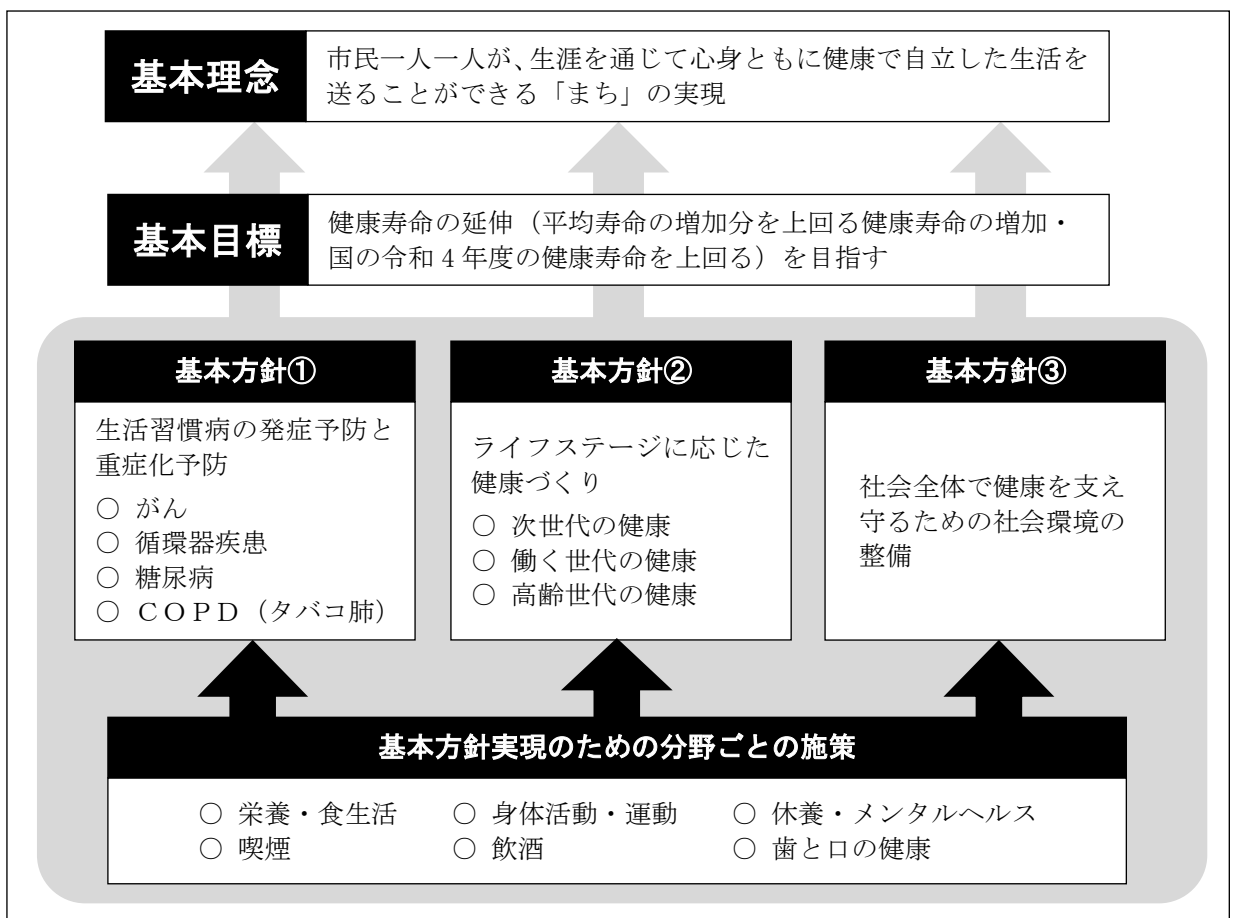 基本理念
市民一人一人が、生涯を通じて心身ともに健康で自立した生活を
送ることができる「まち」の実現
基本目標
健康寿命の延伸（平均寿命の増加分を上回る健康寿命の増加・
国の令和４年度の健康寿命を上回る）を目指す
基本方針①
生活習慣病の発症予防と
重症化予防
○ がん
○ 循環器疾患
○ 糖尿病
○ ＣＯＰＤ（タバコ肺）
基本方針②
ライフステージに応じた
健康づくり
○ 次世代の健康
○ 働く世代の健康
○ 高齢世代の健康
基本方針③
社会全体で健康を支え
守るための社会環境の
整備
基本方針実現のための分野ごとの施策
○ 栄養・食生活 ○ 身体活動・運動 ○ 休養・メンタルヘルス
○ 喫煙 ○ 飲酒 ○ 歯と口の健康